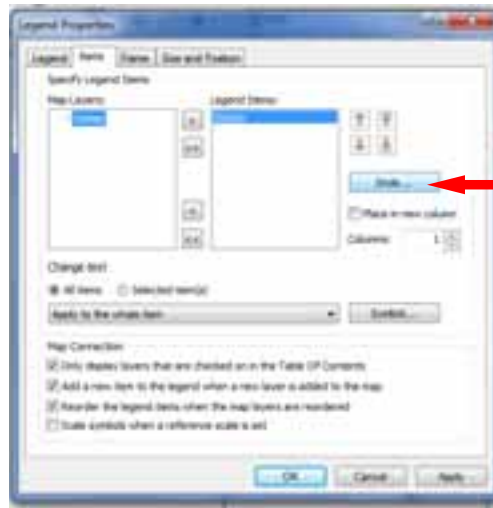 Legend Properties
Legend Items Frame Size and Position
Specify Legend Items
Map Layers: Legend Items:
>
>>
Style...
Place in new column
<
<<
Columns: 1
Change text
All items Selected item(s)
Apply to the whole item Symbol...
Map Connection
Only display layers that are checked on in the Table Of Contents
Add a new item to the legend when a new layer is added to the map
Reorder the legend items when the map layers are reordered
Scale symbols when a reference scale is set
OK Cancel Apply